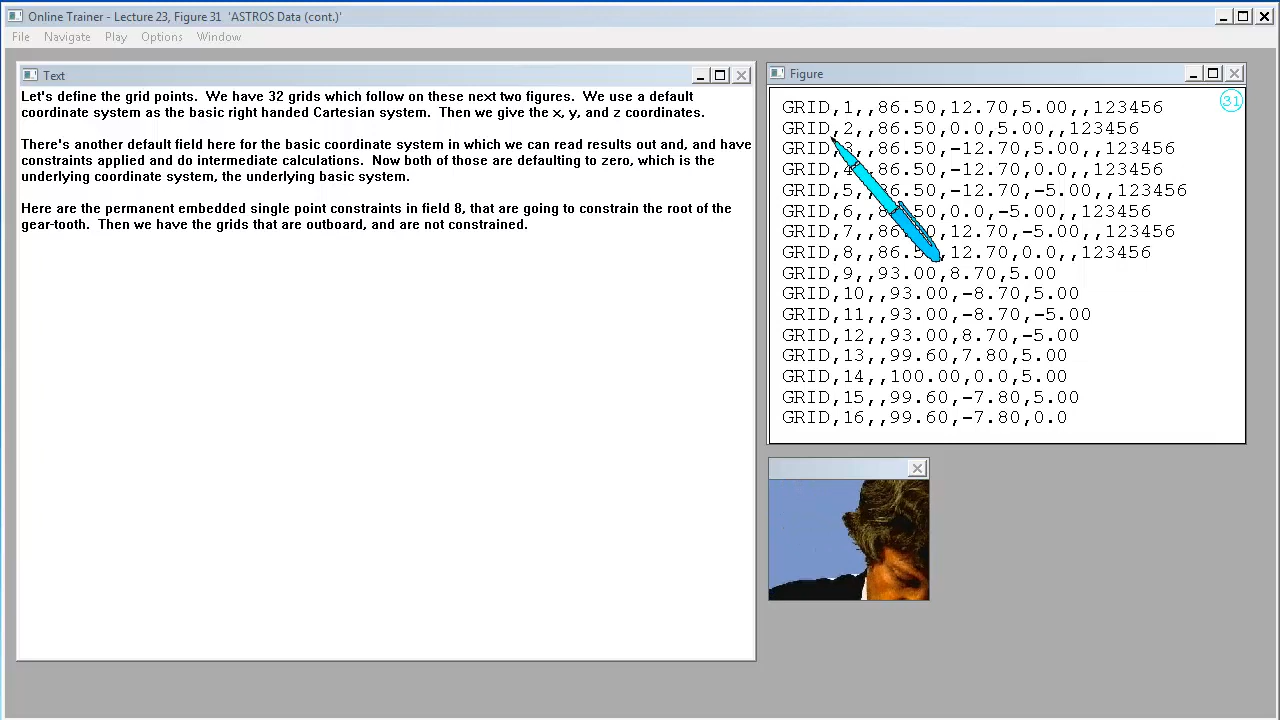 Online Trainer - Lecture 23, Figure 31  'ASTROS Data (cont.)'
File Navigate Play Options Window
Text
Let's define the grid points.  We have 32 grids which follow on these next two figures.  We use a default
coordinate system as the basic right handed Cartesian system.  Then we give the x, y, and z coordinates.
There's another default field here for the basic coordinate system in which we can read results out and, and have
constraints applied and do intermediate calculations.  Now both of those are defaulting to zero, which is the
underlying coordinate system, the underlying basic system.
Here are the permanent embedded single point constraints in field 8, that are going to constrain the root of the
gear-tooth.  Then we have the grids that are outboard, and are not constrained.
Figure
31
GRID,1,,86.50,12.70,5.00,,123456
GRID,2,,86.50,0.0,5.00,,123456
GRID,3,,86.50,-12.70,5.00,,123456
GRID,4,,86.50,-12.70,0.0,,123456
GRID,5,,86.50,-12.70,-5.00,,123456
GRID,6,,86.50,0.0,-5.00,,123456
GRID,7,,86.50,12.70,-5.00,,123456
GRID,8,,86.50,12.70,0.0,,123456
GRID,9,,93.00,8.70,5.00
GRID,10,,93.00,-8.70,5.00
GRID,11,,93.00,-8.70,-5.00
GRID,12,,93.00,8.70,-5.00
GRID,13,,99.60,7.80,5.00
GRID,14,,100.00,0.0,5.00
GRID,15,,99.60,-7.80,5.00
GRID,16,,99.60,-7.80,0.0